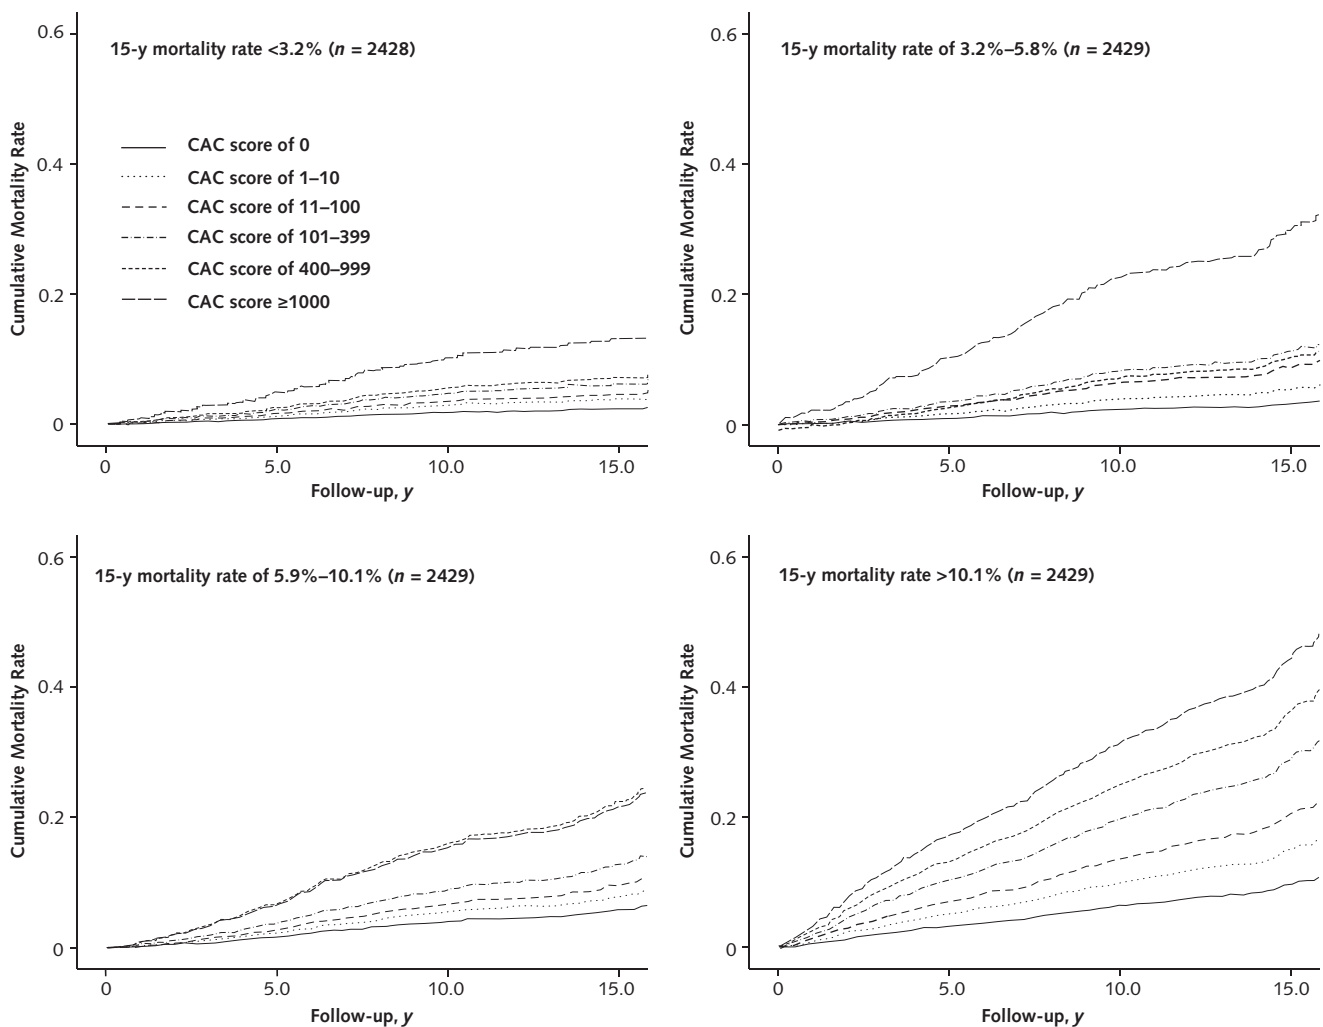 15-y mortality rate <3.2% (n = 2428)
Cumulative Mortality Rate
0.6
0.4
0.2
0
CAC score of 0
CAC score of 1–10
CAC score of 11–100
CAC score of 101–399
CAC score of 400–999
CAC score ≥1000
0 5.0 10.0 15.0
Follow-up, y
15-y mortality rate of 3.2%–5.8% (n = 2429)
Cumulative Mortality Rate
0.6
0.4
0.2
0
0 5.0 10.0 15.0
Follow-up, y
15-y mortality rate of 5.9%–10.1% (n = 2429)
Cumulative Mortality Rate
0.6
0.4
0.2
0
0 5.0 10.0 15.0
Follow-up, y
15-y mortality rate >10.1% (n = 2429)
Cumulative Mortality Rate
0.6
0.4
0.2
0
0 5.0 10.0 15.0
Follow-up, y